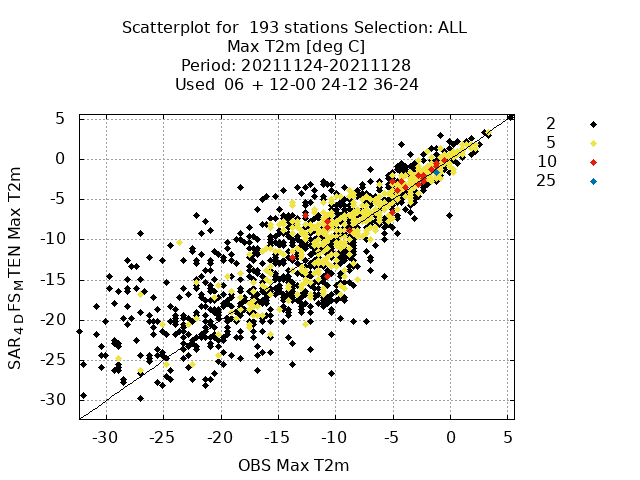 Scatterplot for  193 stations Selection: ALL
Max T2m [deg C]
Period: 20211124-20211128
Used  06 + 12-00 24-12 36-24
2
5
10
25
5
0
-5
-10
-15
-20
-25
-30
SAR4DFSMTEN Max T2m
-30 -25 -20 -15 -10 -5 0 5
OBS Max T2m